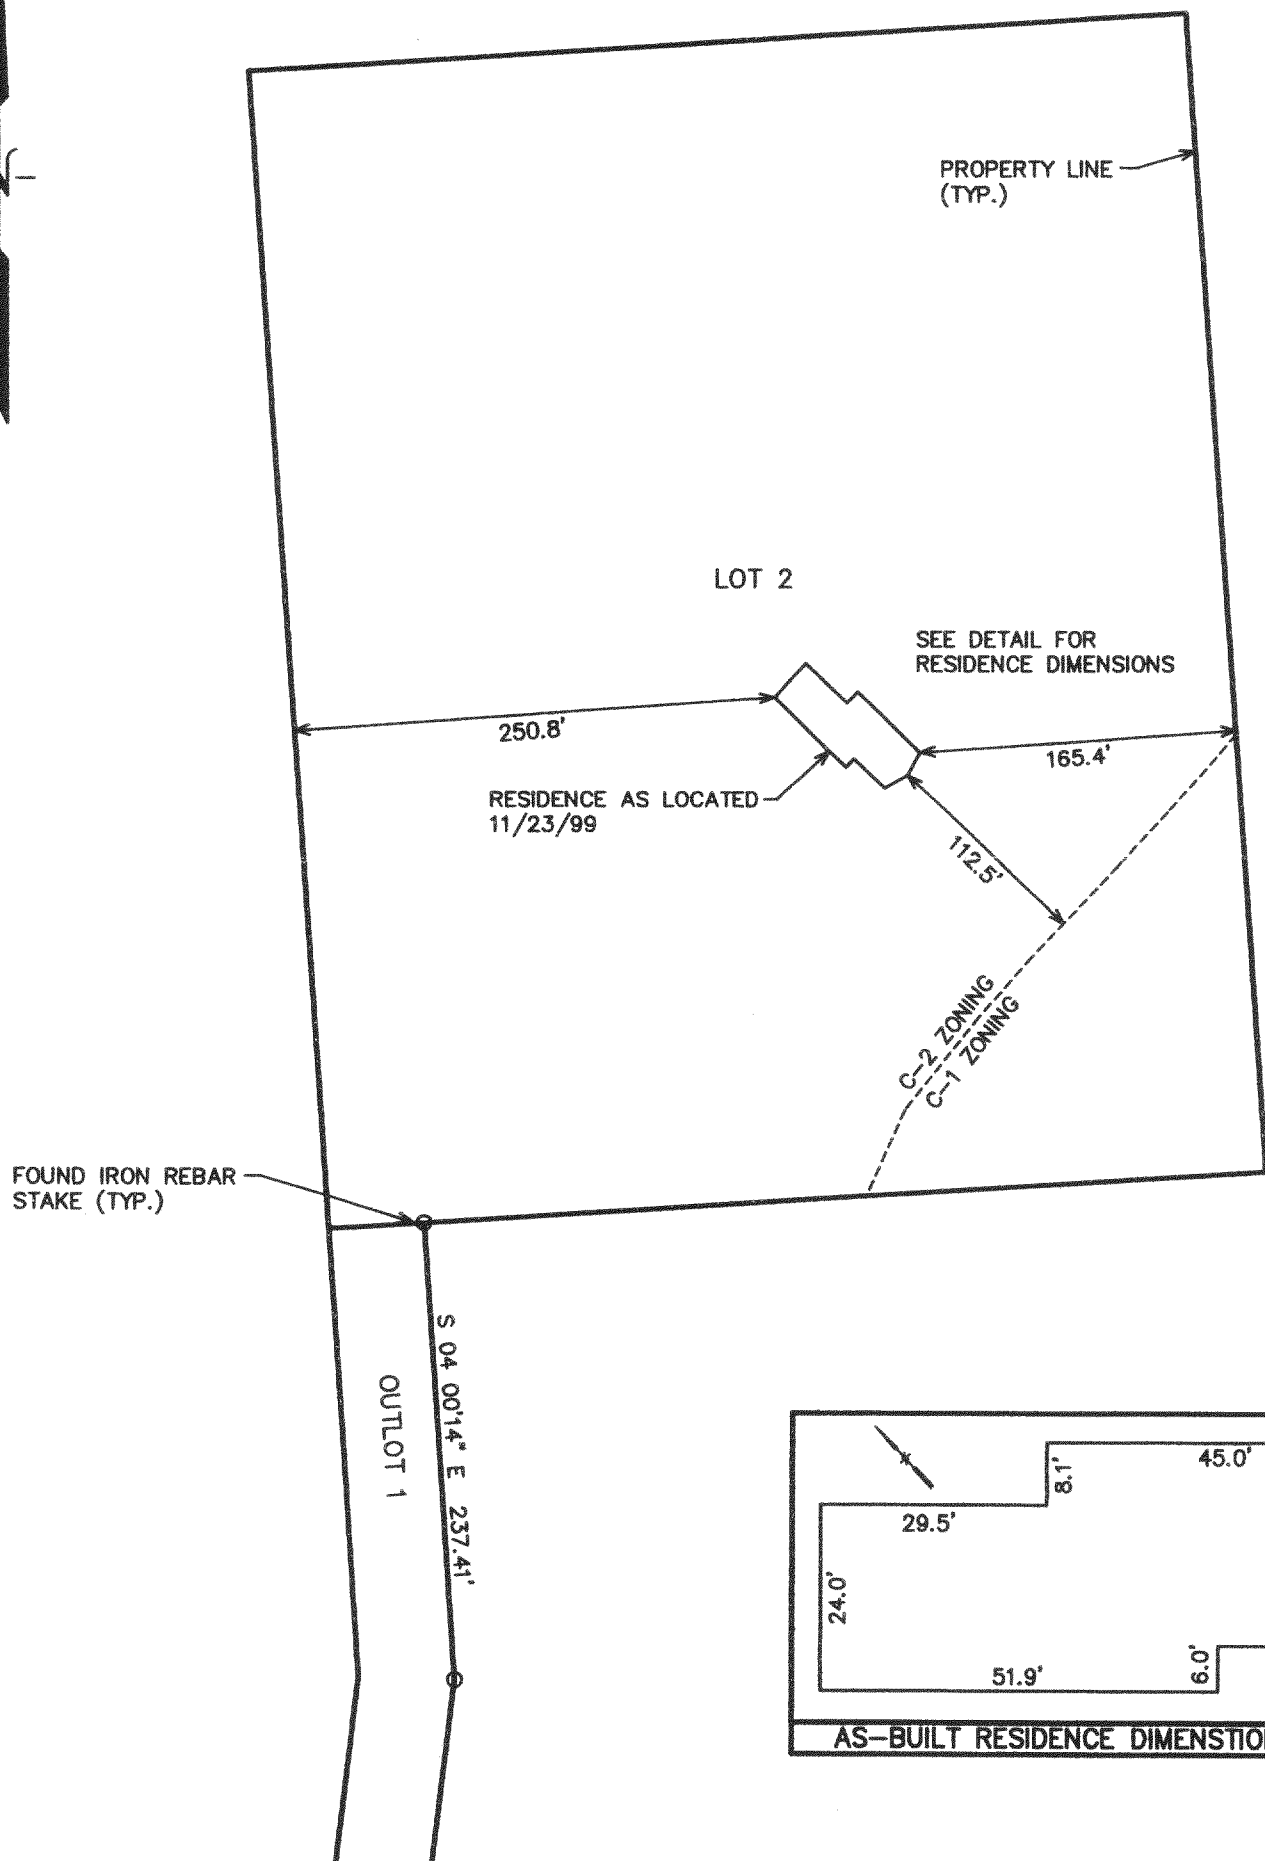 PROPERTY LINE
(TYP.)
LOT 2
SEE DETAIL FOR
RESIDENCE DIMENSIONS
250.8'
165.4'
RESIDENCE AS LOCATED
11/23/99
112.5'
C-2 ZONING
C-1 ZONING
FOUND IRON REBAR
STAKE (TYP.)
S 04 00'14" E 237.41'
OUTLOT 1
45.0'
8.1'
29.5'
24.0'
6.0'
51.9'
AS-BUILT RESIDENCE DIMENSTIO